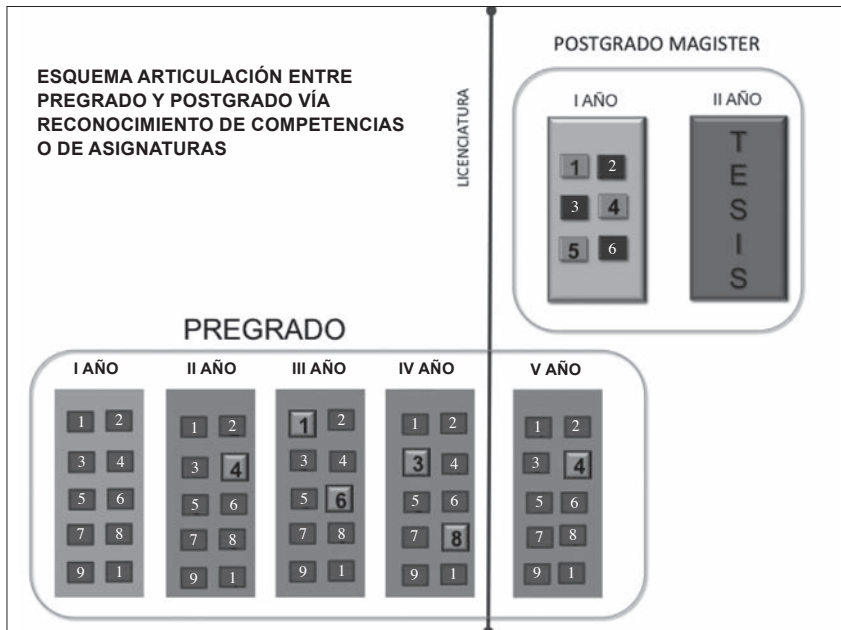 ESQUEMA ARTICULACIÓN ENTRE
PREGRADO Y POSTGRADO VÍA
RECONOCIMIENTO DE COMPETENCIAS
O DE ASIGNATURAS
LICENCIATURA
POSTGRADO MAGISTER
I AÑO
II AÑO
1 2
3 4
5 6
TESIS
PREGRADO
I AÑO
II AÑO
III AÑO
IV AÑO
V AÑO
1 2
3 4
5 6
7 8
9 1
1 2
3 4
5 6
7 8
9 1
1 2
3 4
5 6
7 8
9 1
1 2
3 4
5 6
7 8
9 1
1 2
3 4
5 6
7 8
9 1